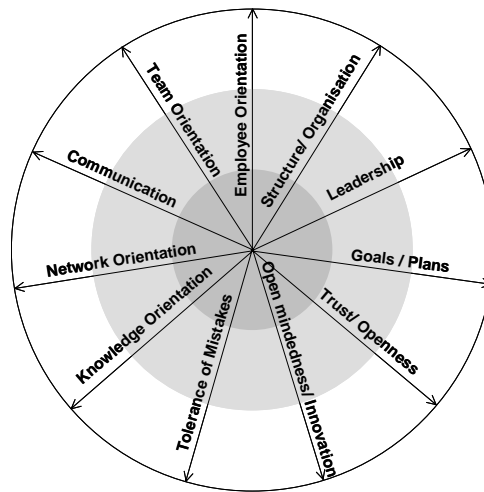 Employee Orientation
Structure/ Organisation
Leadership
Goals / Plans
Trust/ Openness
Open mindedness/ Innovation
Tolerance of Mistakes
Knowledge Orientation
Network Orientation
Communication
Team Orientation